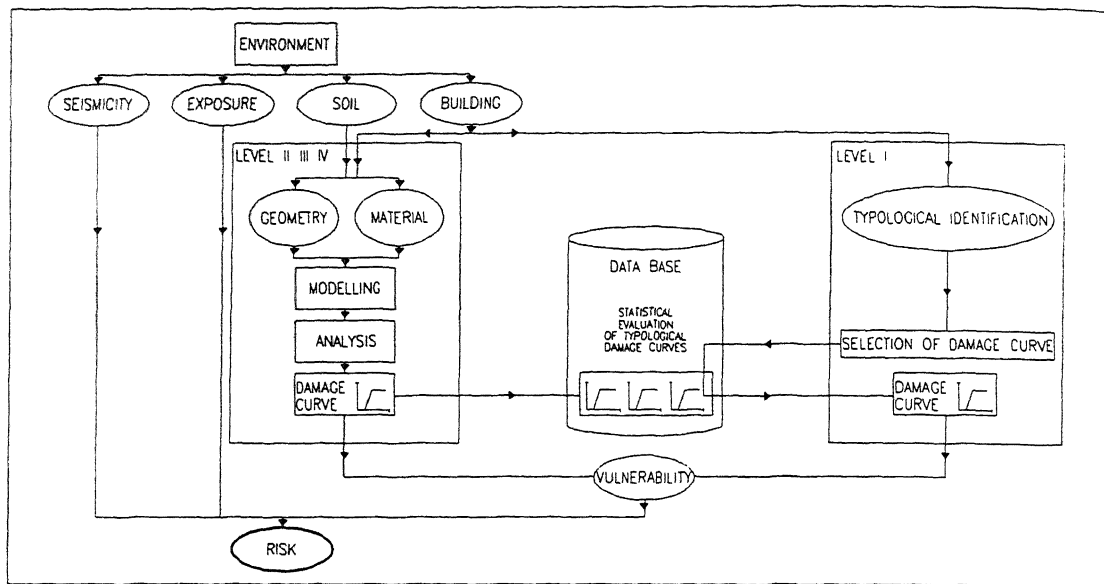 ENVIRONMENT
SEISMICITY
EXPOSURE
SOIL
BUILDING
LEVEL II III IV
LEVEL I
GEOMETRY
MATERIAL
TYPOLOGICAL IDENTIFICATION
MODELLING
DATA BASE
ANALYSIS
STATISTICAL
EVALUATION
OF TYPOLOGICAL
DAMAGE CURVES
SELECTION OF DAMAGE CURVE
DAMAGE
CURVE
DAMAGE
CURVE
VULNERABILITY
RISK